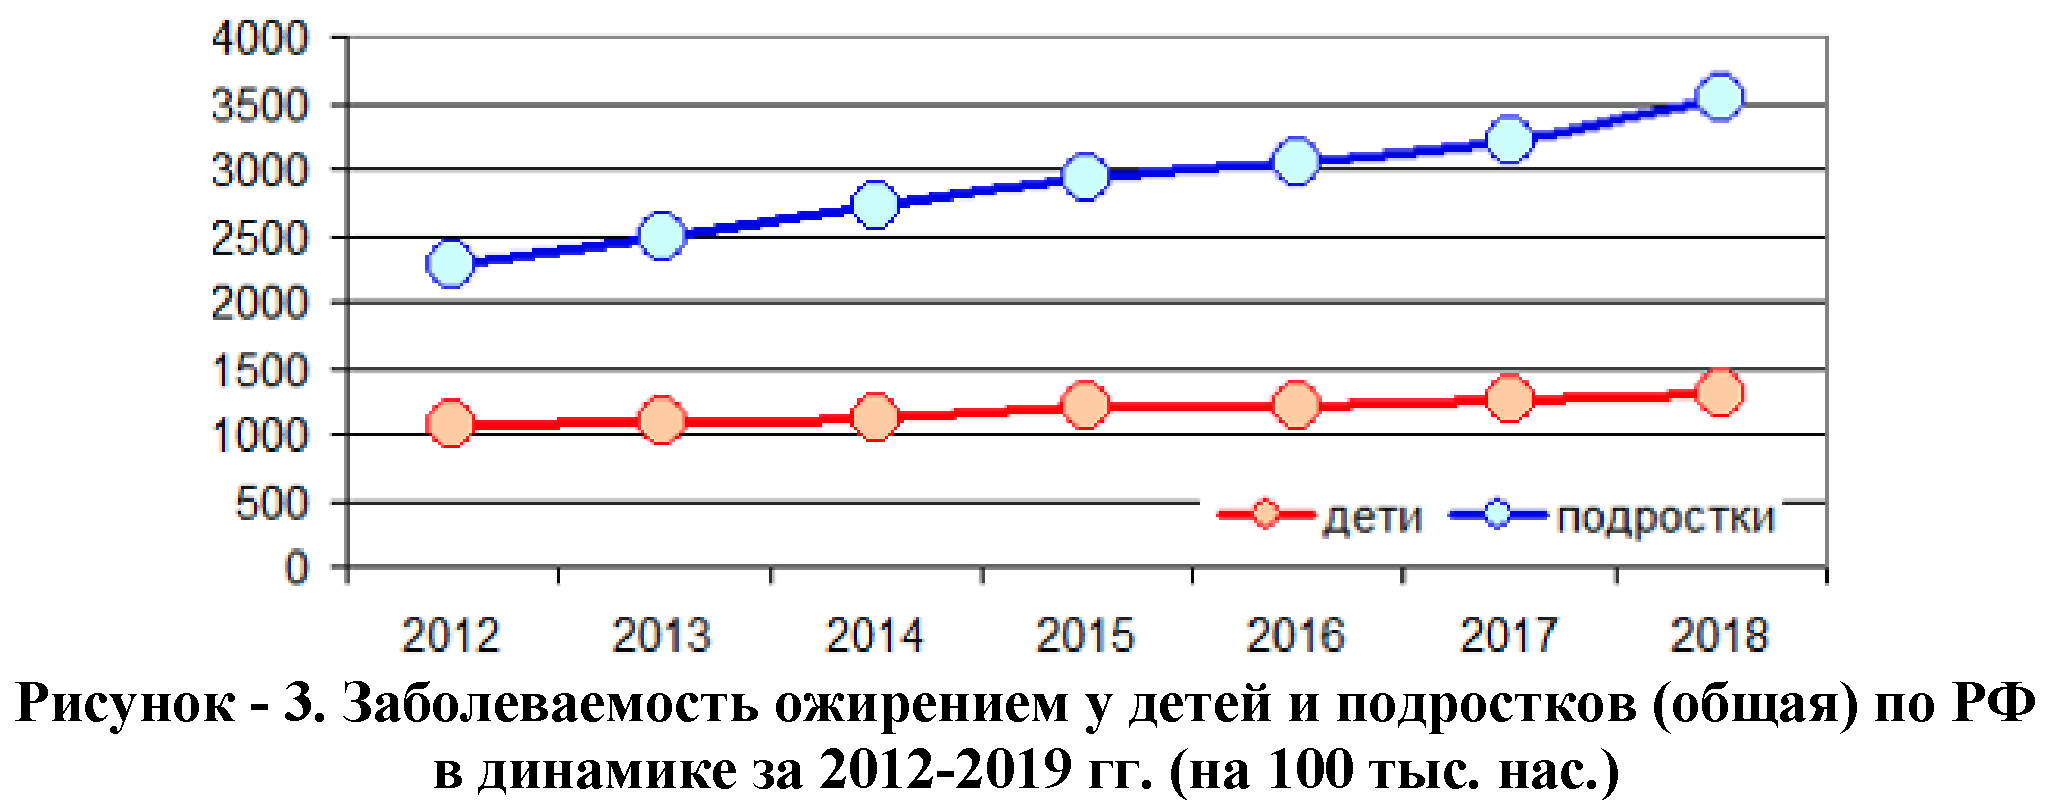 4000
3500
3000
2500
2000
1500
1000
500
0
дети подростки
2012 2013 2014 2015 2016 2017 2018
Рисунок - 3. Заболеваемость ожирением у детей и подростков (общая) по РФ
в динамике за 2012-2019 гг. (на 100 тыс. нас.)